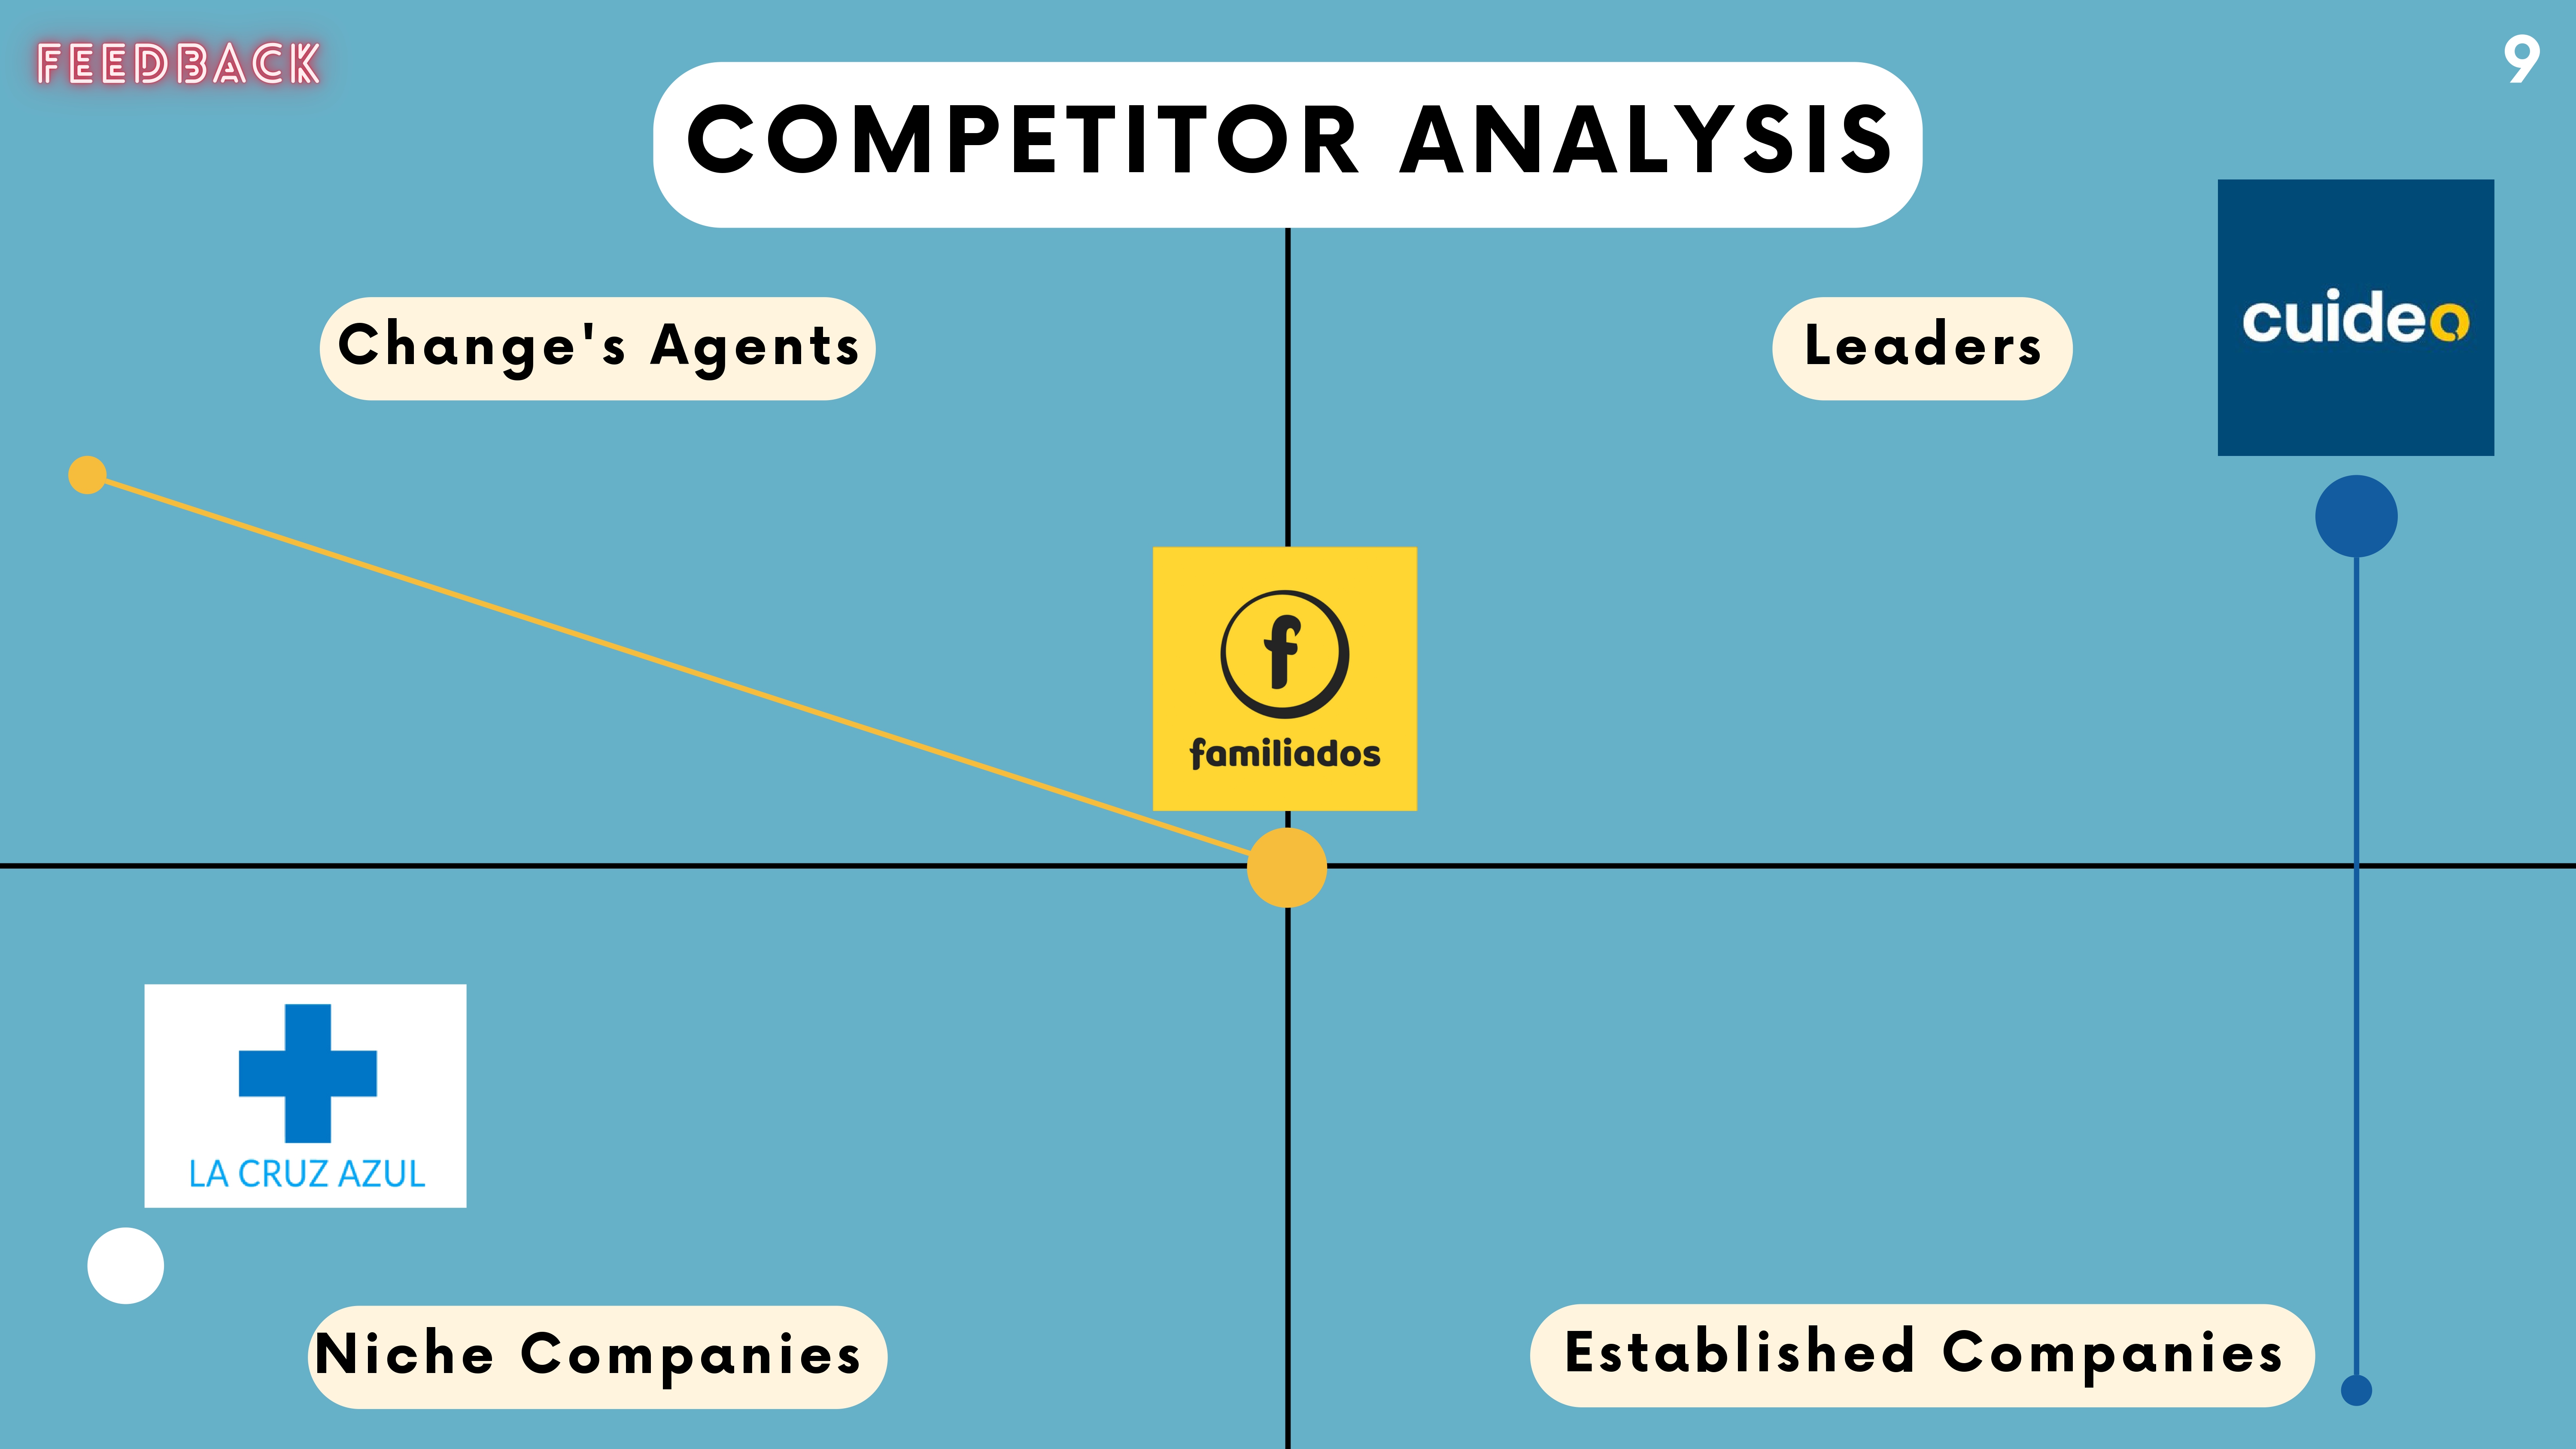 FEEDBACK
9
COMPETITOR ANALYSIS
Change's Agents
Leaders
cuideo
f
familiados
LA CRUZ AZUL
Niche Companies
Established Companies